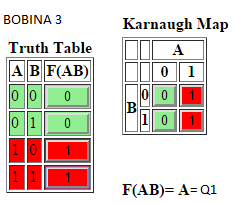 BOBINA 3
Truth Table
A B F(AB)
0 0 0
0 1 0
1 0 1
1 1 1
Karnaugh Map
A
0 1
B
0 0 1
1 0 1
F(AB)= A= Q1